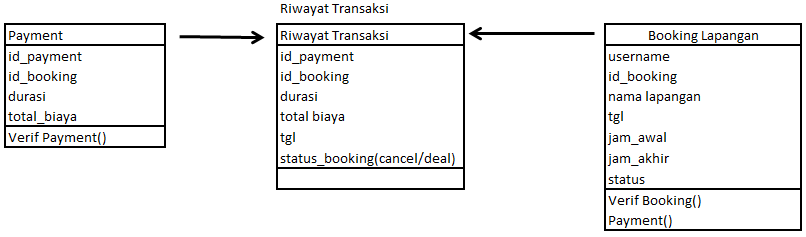 Riwayat Transaksi
Payment
id_payment
id_booking
durasi
total_biaya
Verif Payment()
Riwayat Transaksi
id_payment
id_booking
durasi
total biaya
tgl
status_booking(cancel/deal)
Booking Lapangan
username
id_booking
nama lapangan
tgl
jam_awal
jam_akhir
status
Verif Booking()
Payment()